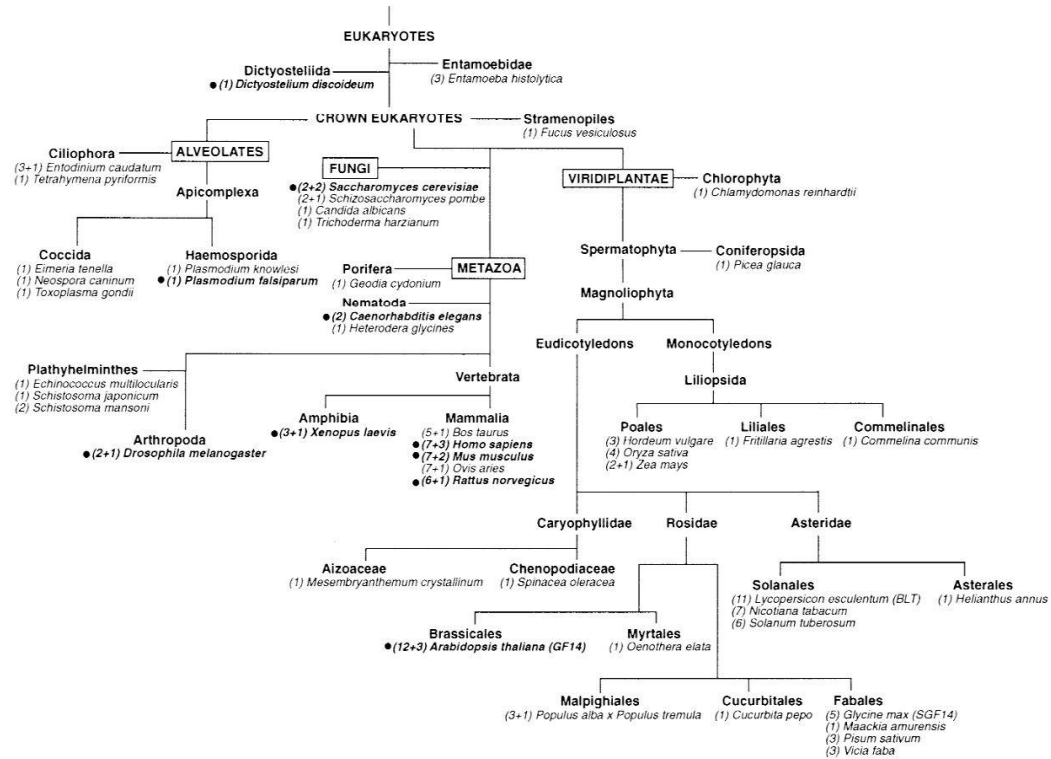 EUKARYOTES
Dictyosteliida
● (1) Dictyostelium discoideum
Entamoebidae
(3) Entamoeba histolytica
CROWN EUKARYOTES
Stramenopiles
(1) Fucus vesiculosus
Ciliophora
(3+1) Entodinium caudatum
(1) Tetrahymena pyriformis
ALVEOLATES
FUNGI
● (2+2) Saccharomyces cerevisiae
(2+1) Schizosaccharomyces pombe
(1) Candida albicans
(1) Trichoderma harzianum
VIRIDIPLANTAE
Chlorophyta
(1) Chlamydomonas reinhardtii
Apicomplexa
Coccida
(1) Eimeria tenella
(1) Neospora caninum
(1) Toxoplasma gondii
Haemosporida
(1) Plasmodium knowlesi
● (1) Plasmodium falsiparum
Porifera
(1) Geodia cydonium
METAZOA
Spermatophyta
Coniferopsida
(1) Picea glauca
Magnoliophyta
Nematoda
● (2) Caenorhabditis elegans
(1) Heterodera glycines
Eudicotyledons
Monocotyledons
Plathyhelminthes
(1) Echinococcus multilocularis
(1) Schistosoma japonicum
(2) Schistosoma mansoni
Vertebrata
Liliopsida
Arthropoda
● (2+1) Drosophila melanogaster
Amphibia
● (3+1) Xenopus laevis
Mammalia
(5+1) Bos taurus
● (7+3) Homo sapiens
● (7+2) Mus musculus
(7+1) Ovis aries
● (6+1) Rattus norvegicus
Poales
(3) Hordeum vulgare
(4) Oryza sativa
(2+1) Zea mays
Liliales
(1) Fritillaria agrestis
Commelinales
(1) Commelina communis
Caryophyllidae
Rosidae
Asteridae
Aizoaceae
(1) Mesembryanthemum crystallinum
Chenopodiaceae
(1) Spinacea oleracea
Solanales
(11) Lycopersicon esculentum (BLT)
(7) Nicotiana tabacum
(6) Solanum tuberosum
Asterales
(1) Helianthus annus
Brassicales
● (12+3) Arabidopsis thaliana (GF14)
Myrtales
(1) Oenothera elata
Malpighiales
(3+1) Populus alba x Populus tremula
Cucurbitales
(1) Cucurbita pepo
Fabales
(5) Glycine max (SGF14)
(1) Maackia amurensis
(3) Pisum sativum
(3) Vicia faba